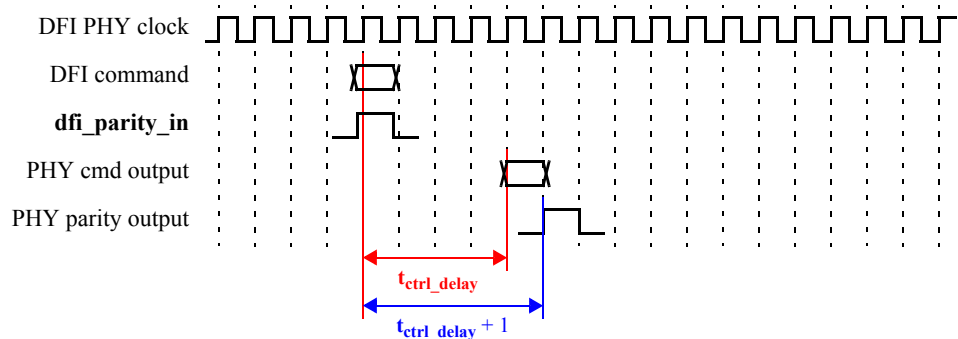 DFI PHY clock
DFI command
dfi_parity_in
PHY cmd output
PHY parity output
tctrl_delay
tctrl_delay + 1